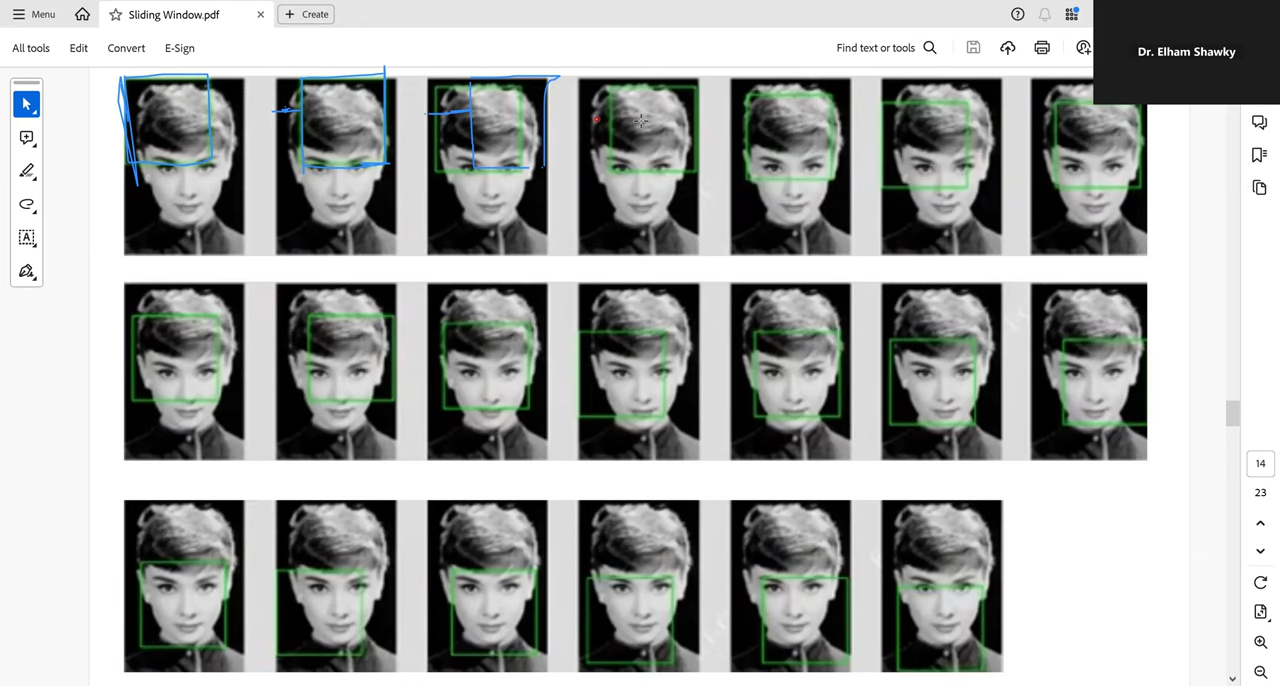 Menu
Sliding Window.pdf
Create
All tools
Edit
Convert
E-Sign
Find text or tools
Dr. Elham Shawky
14
23